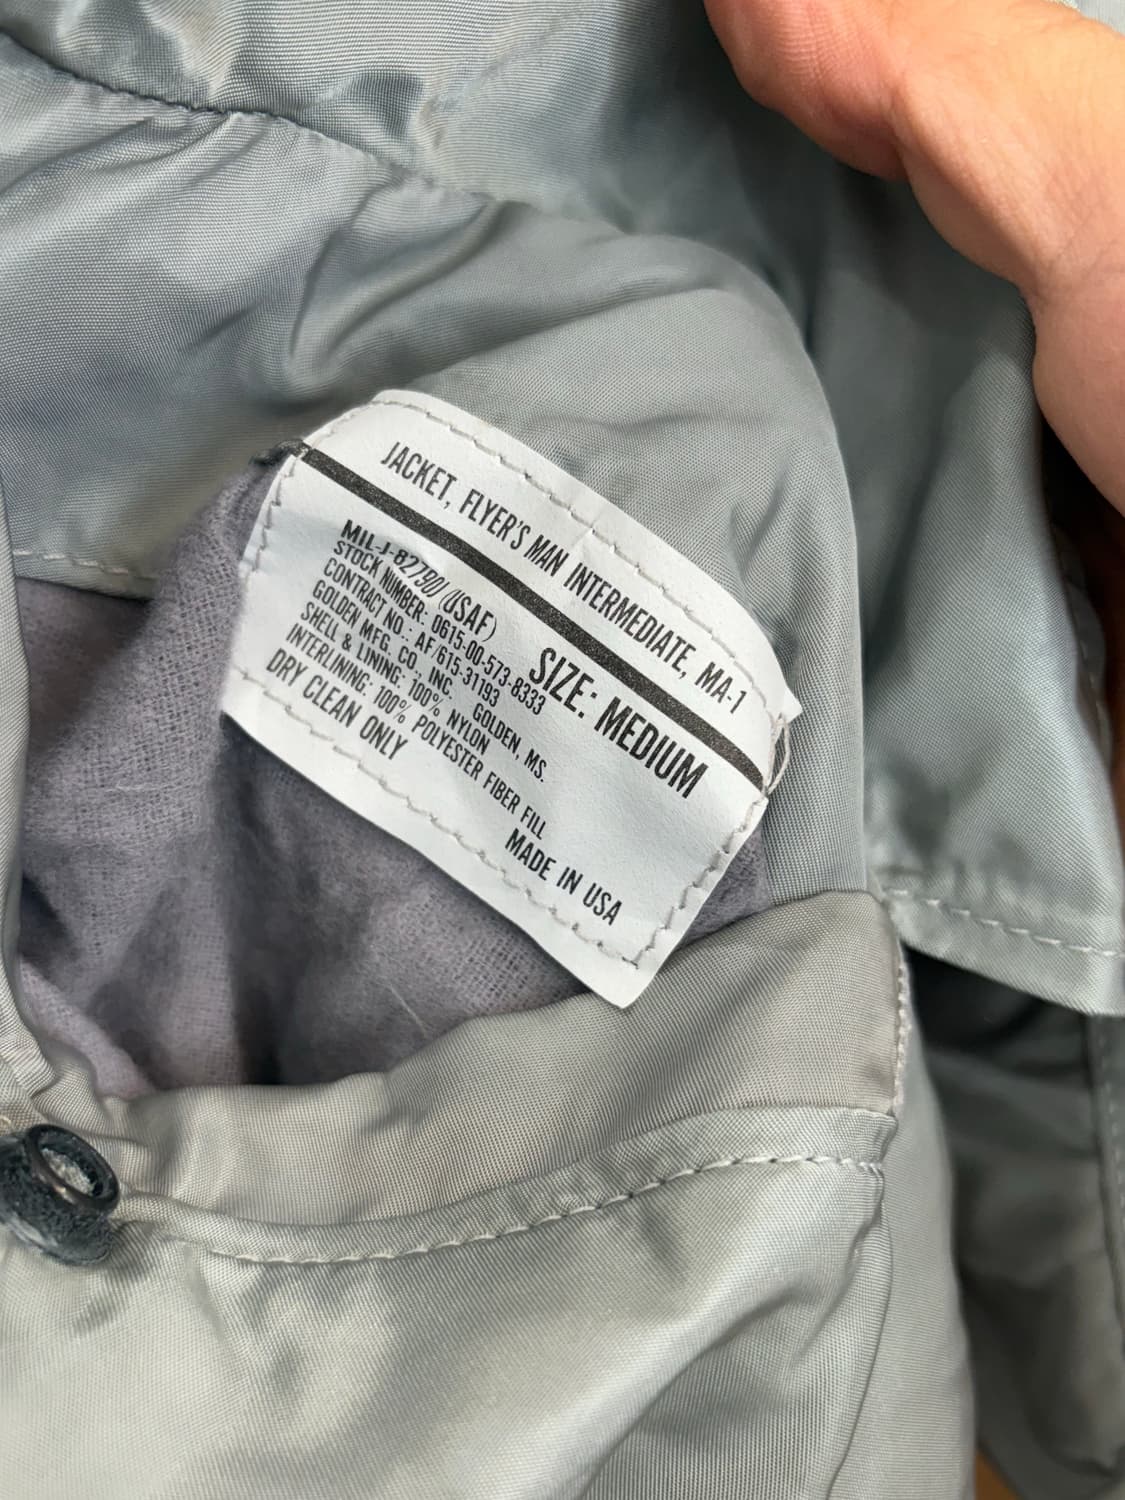 JACKET, FLYER'S MAN INTERMEDIATE, MA-1
SIZE: MEDIUM
MIL-J-82790/(USAF)
STOCK NUMBER: 0615-00-573-8333
CONTRACT NO.: AF/615-31193
GOLDEN MFG. CO., INC. GOLDEN, MS.
SHELL & LINING: 100% NYLON
INTERLINING: 100% POLYESTER FIBER FILL
DRY CLEAN ONLY
MADE IN USA